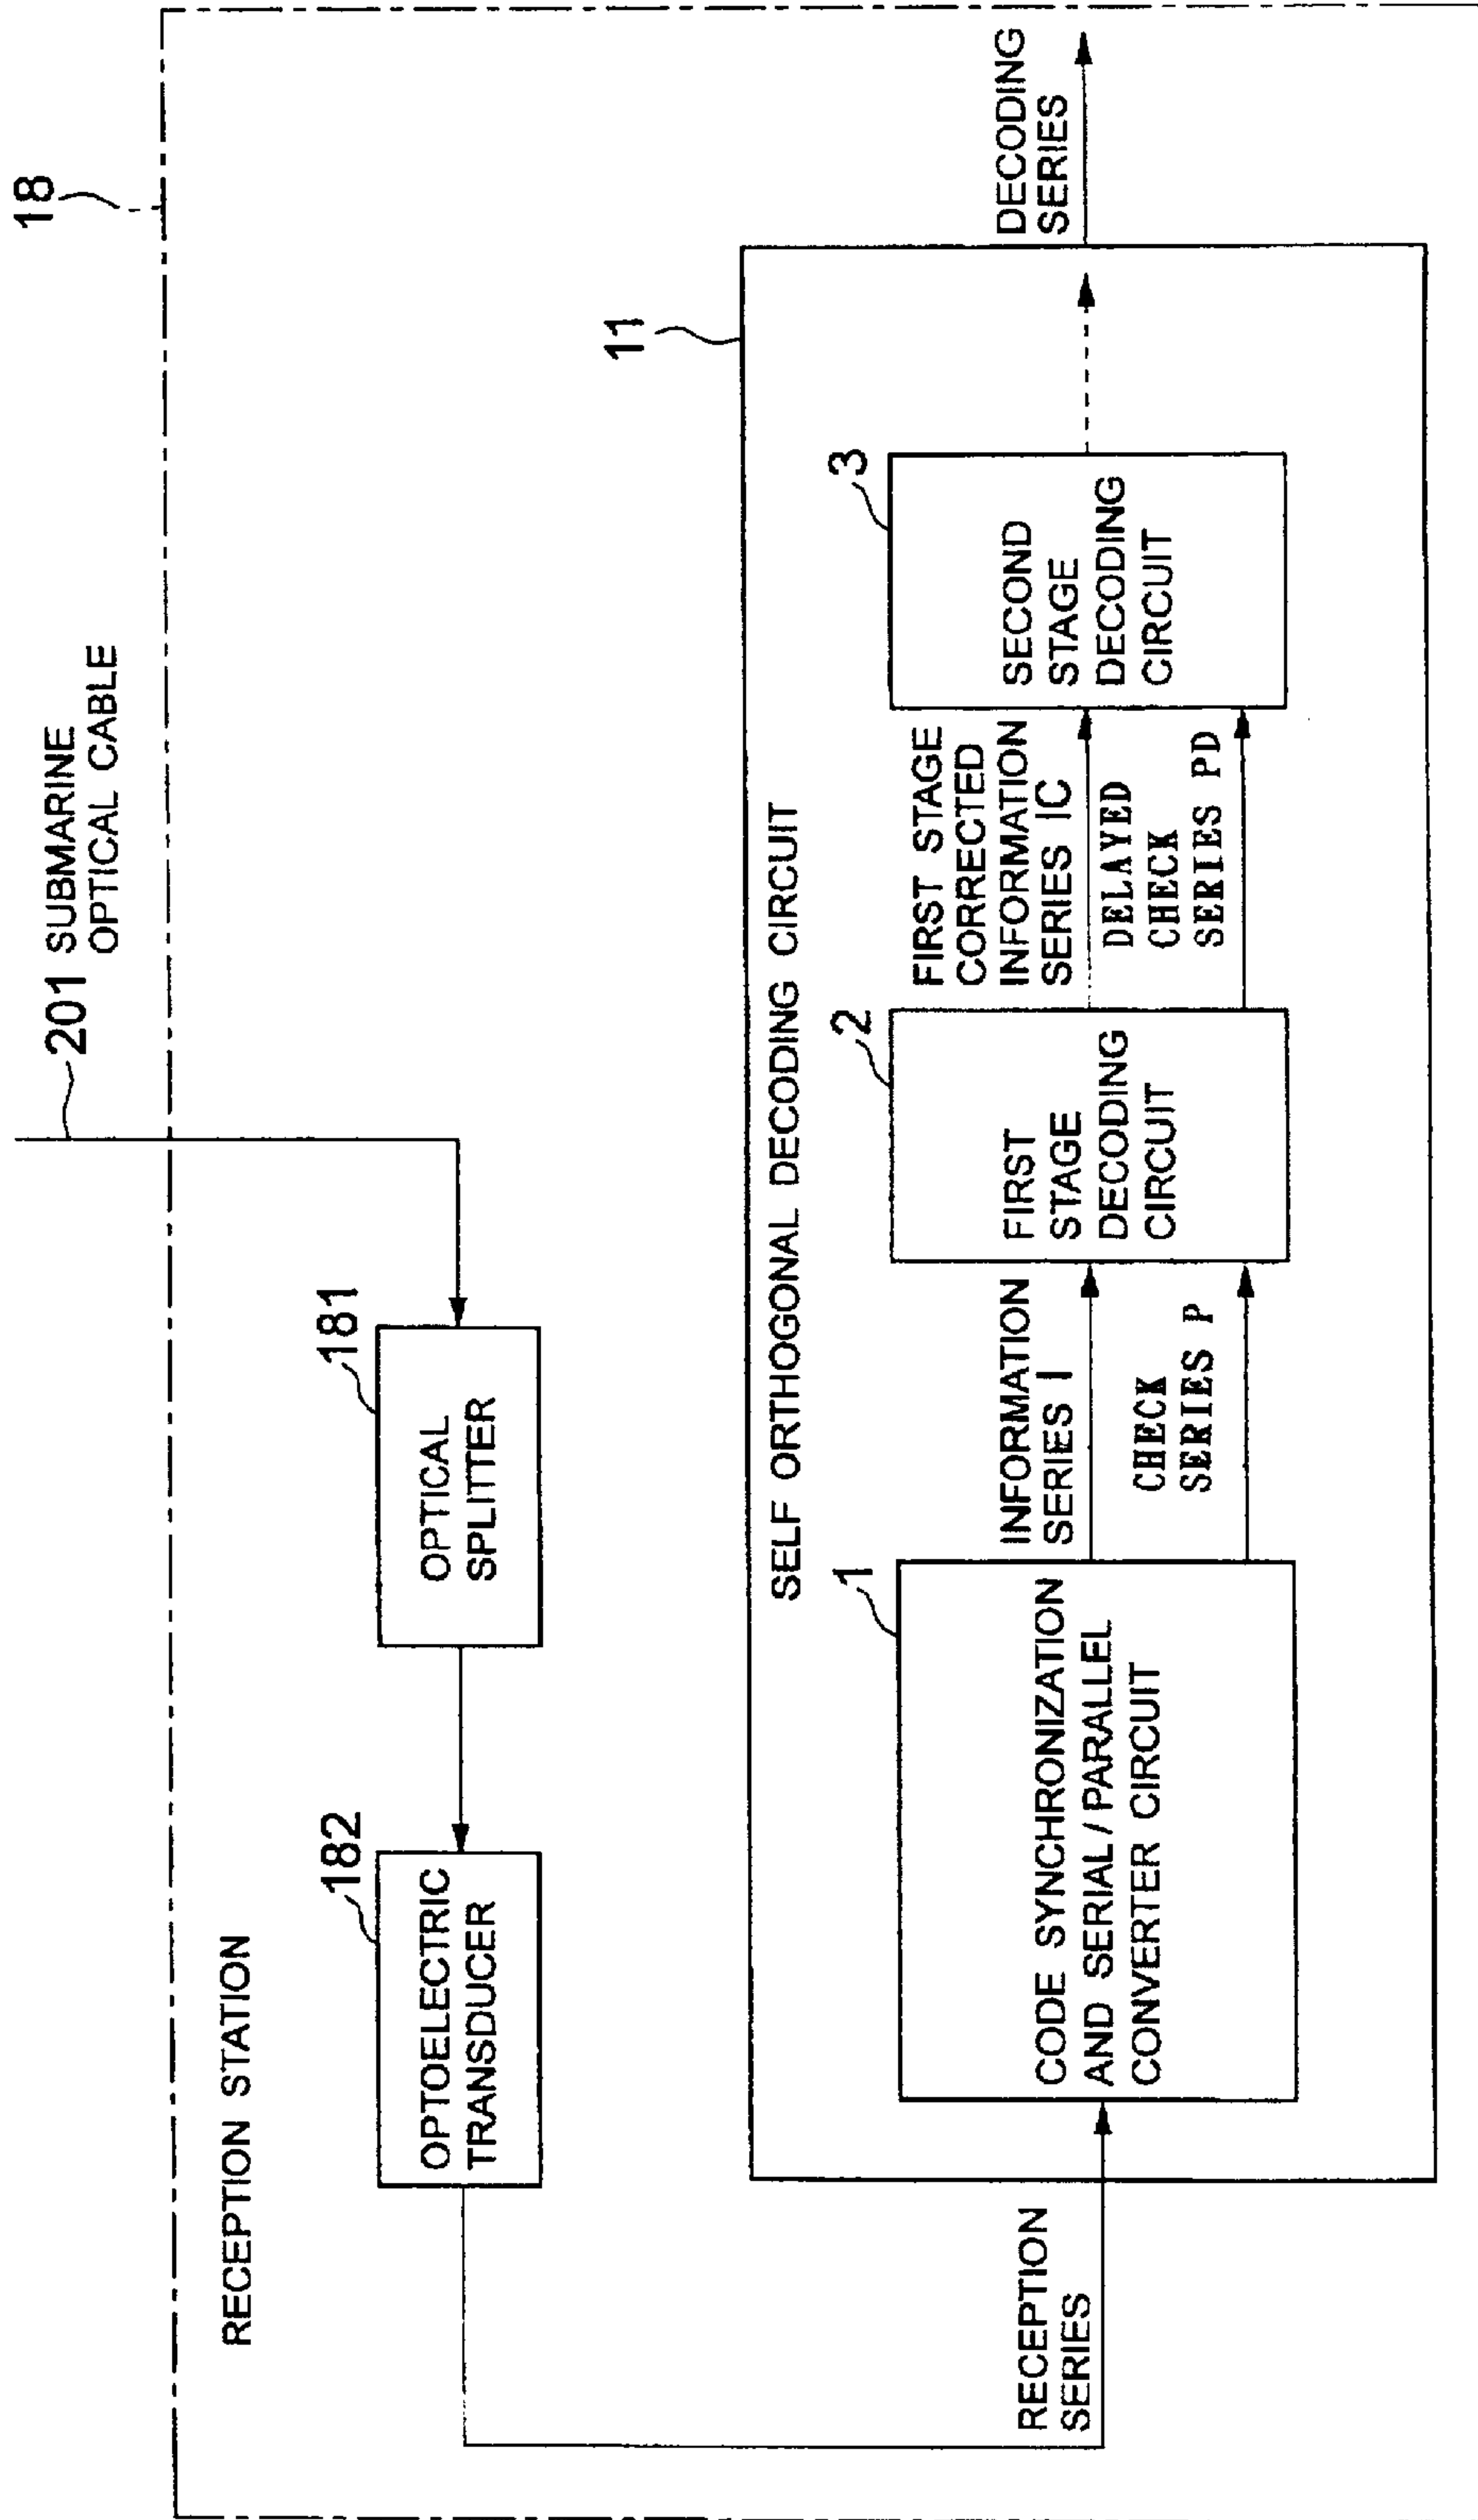 18
201 SUBMARINE
OPTICAL CABLE
RECEPTION STATION
182
OPTOELECTRIC
TRANSDUCER
181
OPTICAL
SPLITTER
11
SELF ORTHOGONAL DECODING CIRCUIT
RECEPTION
SERIES
1
CODE SYNCHRONIZATION
AND SERIAL/PARALLEL
CONVERTER CIRCUIT
INFORMATION
SERIES I
CHECK
SERIES P
2
FIRST
STAGE
DECODING
CIRCUIT
FIRST STAGE
CORRECTED
INFORMATION
SERIES IC
DELAYED
CHECK
SERIES PD
3
SECOND
STAGE
DECODING
CIRCUIT
DECODING
SERIES